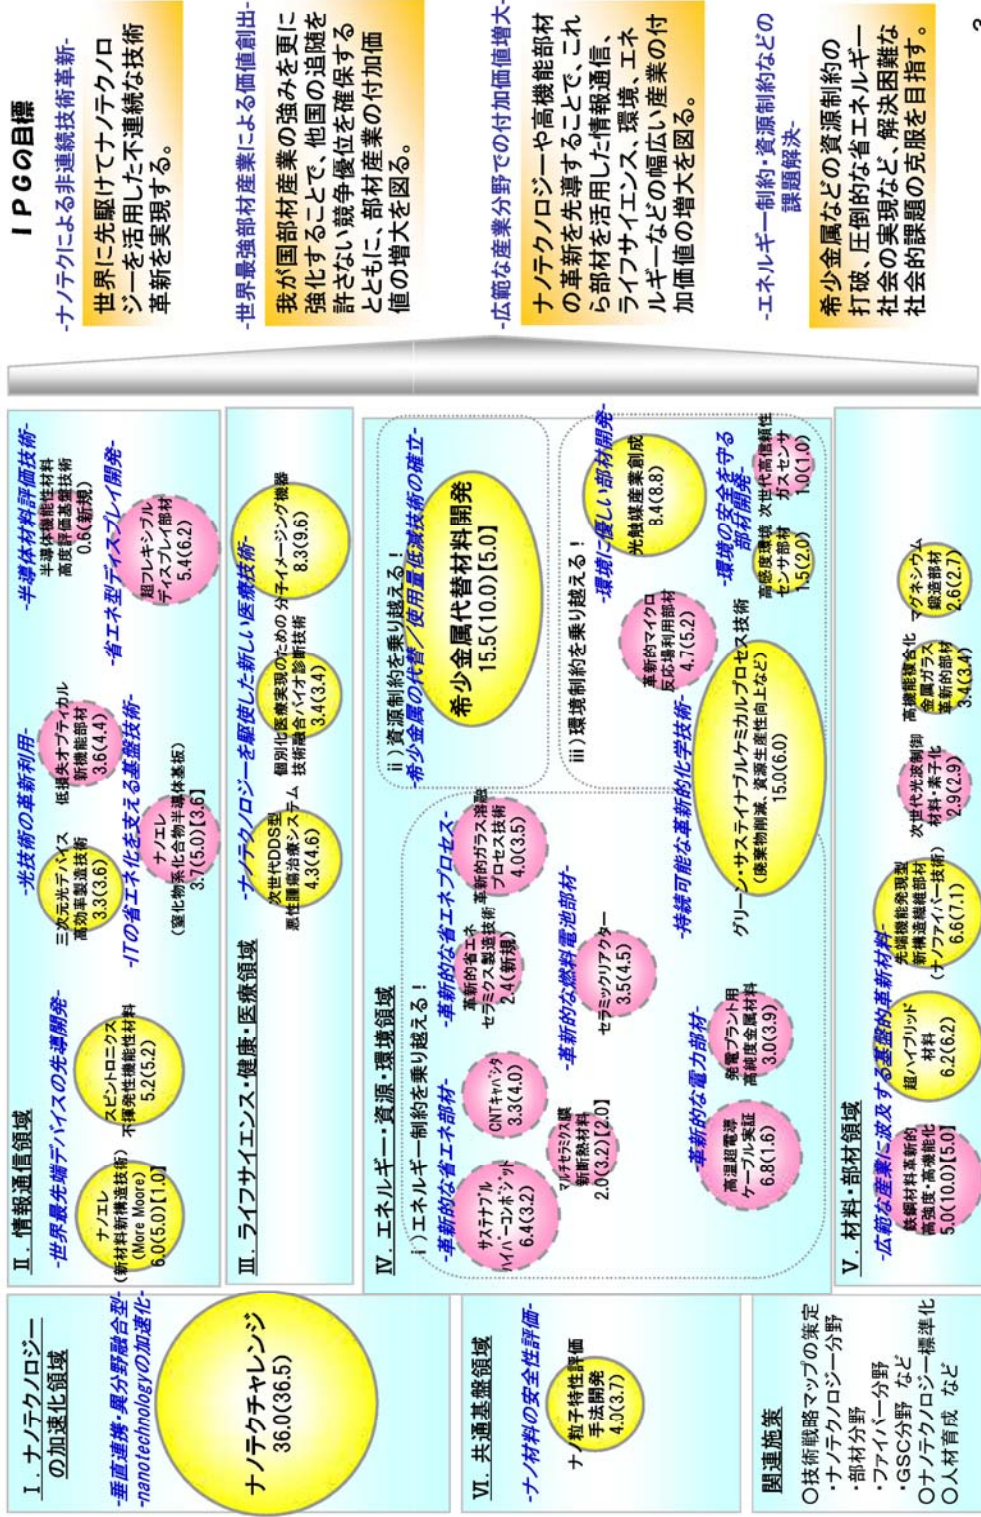 Ⅰ. ナノテクノロジー
の加速化領域
-垂直連携・異分野融合型-
-nanotechnologyの加速化-
ナノテクチャレンジ
36.0(36.5)
Ⅵ. 共通基盤領域
-ナノ材料の安全性評価-
ナノ粒子特性評価
手法開発
4.0(3.7)
関連施策
○技術戦略マップの策定
・ナノテクノロジー分野
・部材分野
・ファイバー分野
・GSC分野 など
○ナノテクノロジー標準化
○人材育成 など
Ⅱ. 情報通信領域
-世界最先端デバイスの先導開発-
ナノエレ
(新材料新構造技術)
(More Moore)
6.0(5.0)[1.0]
スピントロニクス
不揮発性機能性材料
5.2(5.2)
-光技術の革新利用-
三次元光デバイス
高効率製造技術
3.3(3.6)
低損失オプティカル
新機能部材
3.6(4.4)
-ITの省エネ化を支える基盤技術-
ナノエレ
(窒化物系化合物半導体基板)
3.7(5.0)[3.6]
-半導体材料評価技術-
半導体機能性材料
高度評価基盤技術
0.6(新規)
-省エネ型ディスプレイ開発-
超フレキシブル
ディスプレイ部材
5.4(6.2)
Ⅲ. ライフサイエンス・健康・医療領域
-ナノテクノロジーを駆使した新しい医療技術-
次世代DDS型
悪性腫瘍治療システム
4.3(4.6)
個別化医療実現のための
技術融合バイオ診断技術
3.4(3.4)
分子イメージング機器
8.3(9.6)
Ⅳ. エネルギー・資源・環境領域
ⅰ)エネルギー制約を乗り越える!
-革新的な省エネ部材-
サステナブル
ハイパーコンポジット
6.4(3.2)
CNTキャパシタ
3.3(4.0)
マルチセラミクス膜
新断熱材料
2.0(3.2)[2.0]
-革新的な省エネプロセス-
革新的省エネ
セラミクス製造技術
2.4(新規)
革新的ガラス溶融
プロセス技術
4.0(3.5)
-革新的な燃料電池部材-
セラミックリアクター
3.5(4.5)
-革新的な電力部材-
高温超電導
ケーブル実証
6.8(1.6)
発電プラント用
高純度金属材料
3.0(3.9)
ⅱ)資源制約を乗り越える!
-希少金属の代替/使用量低減技術の確立-
希少金属代替材料開発
15.5(10.0)[5.0]
ⅲ)環境制約を乗り越える!
-持続可能な革新的化学技術-
グリーン・サステイナブルケミカルプロセス技術
(廃棄物削減、資源生産性向上など)
15.0(6.0)
革新的マイクロ
反応場利用部材
4.7(5.2)
-環境に優しい部材開発-
光触媒産業創成
8.4(8.8)
-環境の安全を守る
部材開発-
高感度環境
センサ部材
1.5(2.0)
次世代高信頼性
ガスセンサ
1.0(1.0)
Ⅴ. 材料・部材領域
-広範な産業に波及する基盤的革新材料-
鉄鋼材料革新的
高強度・高機能化
5.0(10.0)[5.0]
超ハイブリッド
材料
6.2(6.2)
先端機能発現型
新構造繊維部材
(ナノファイバー技術)
6.6(7.1)
次世代光波制御
材料・素子化
2.9(2.9)
高機能複合化
金属ガラス
革新的部材
3.4(3.4)
マグネシウム
鍛造部材
2.6(2.7)
IPGの目標
-ナノテクによる非連続技術革新-
世界に先駆けてナノテクノロ
ジーを活用した不連続な技術
革新を実現する。
-世界最強部材産業による価値創出-
我が国部材産業の強みを更に
強化することで、他国の追随を
許さない競争優位を確保する
とともに、部材産業の付加価
値の増大を図る。
-広範な産業分野での付加価値増大-
ナノテクノロジーや高機能部材
の革新を先導することで、これ
ら部材を活用した情報通信、
ライフサイエンス、環境、エネ
ルギーなどの幅広い産業の付
加価値の増大を図る。
-エネルギー制約・資源制約などの
課題解決-
希少金属などの資源制約の
打破、圧倒的な省エネルギー
社会の実現など、解決困難な
社会的課題の克服を目指す。